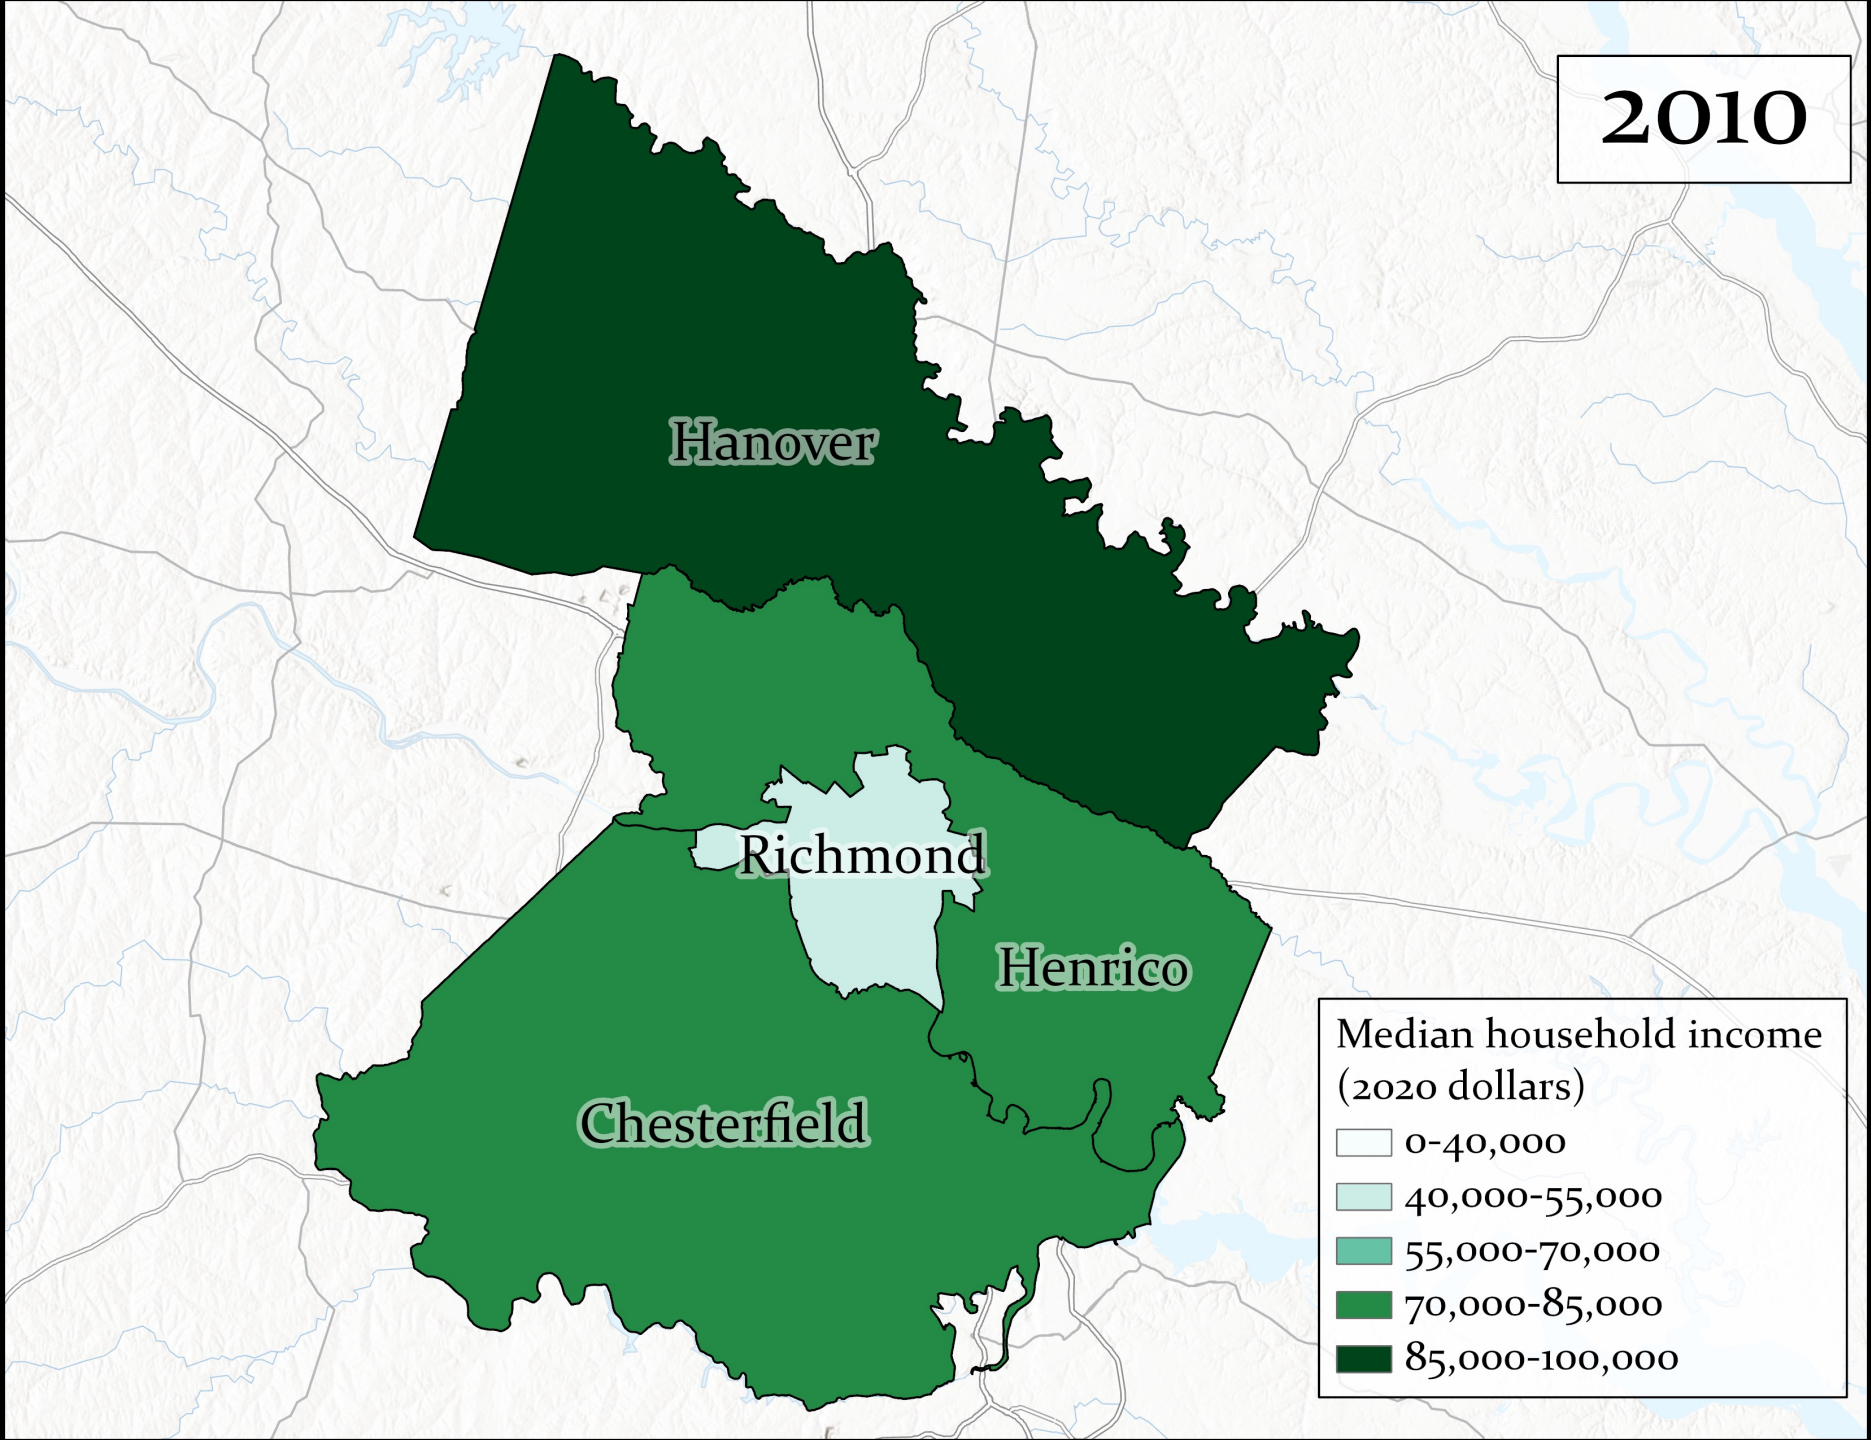 2010
Hanover
Richmond
Henrico
Chesterfield
Median household income
(2020 dollars)
0-40,000
40,000-55,000
55,000-70,000
70,000-85,000
85,000-100,000